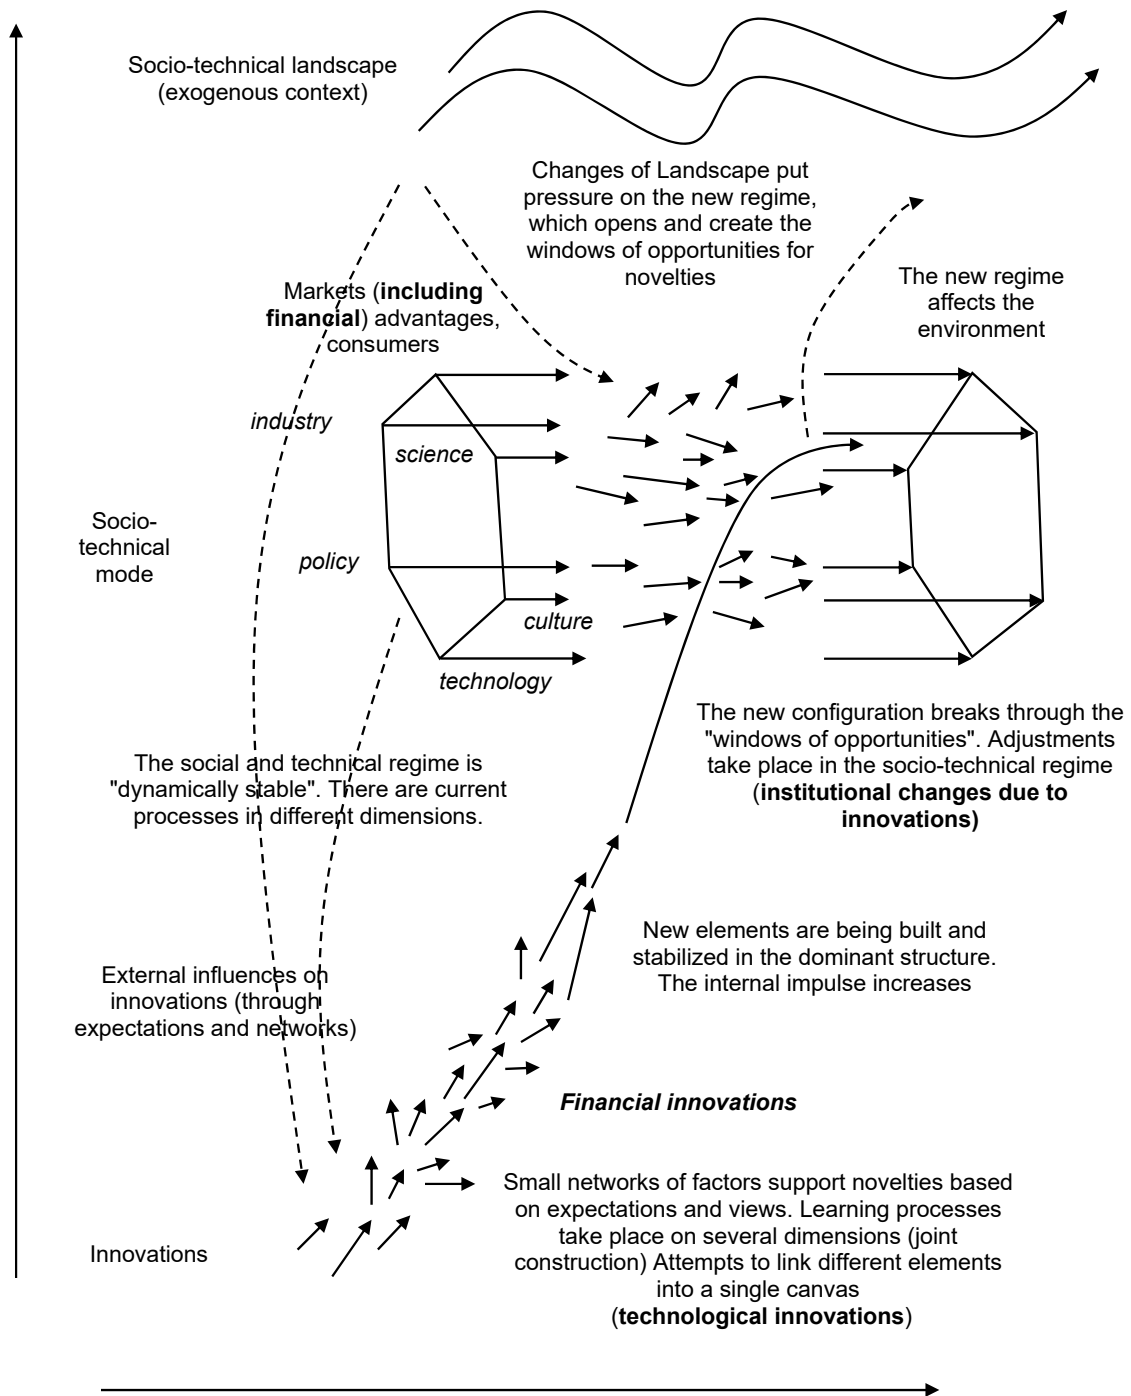 Socio-technical landscape
(exogenous context)
Changes of Landscape put
pressure on the new regime,
which opens and create the
windows of opportunities for
novelties
The new regime
affects the
environment
Markets (including
financial) advantages,
consumers
industry
science
Socio-
technical
mode
policy
culture
technology
The new configuration breaks through the
"windows of opportunities". Adjustments
take place in the socio-technical regime
(institutional changes due to
innovations)
The social and technical regime is
"dynamically stable". There are current
processes in different dimensions.
New elements are being built and
stabilized in the dominant structure.
The internal impulse increases
External influences on
innovations (through
expectations and networks)
Financial innovations
Small networks of factors support novelties based
on expectations and views. Learning processes
take place on several dimensions (joint
construction) Attempts to link different elements
into a single canvas
(technological innovations)
Innovations